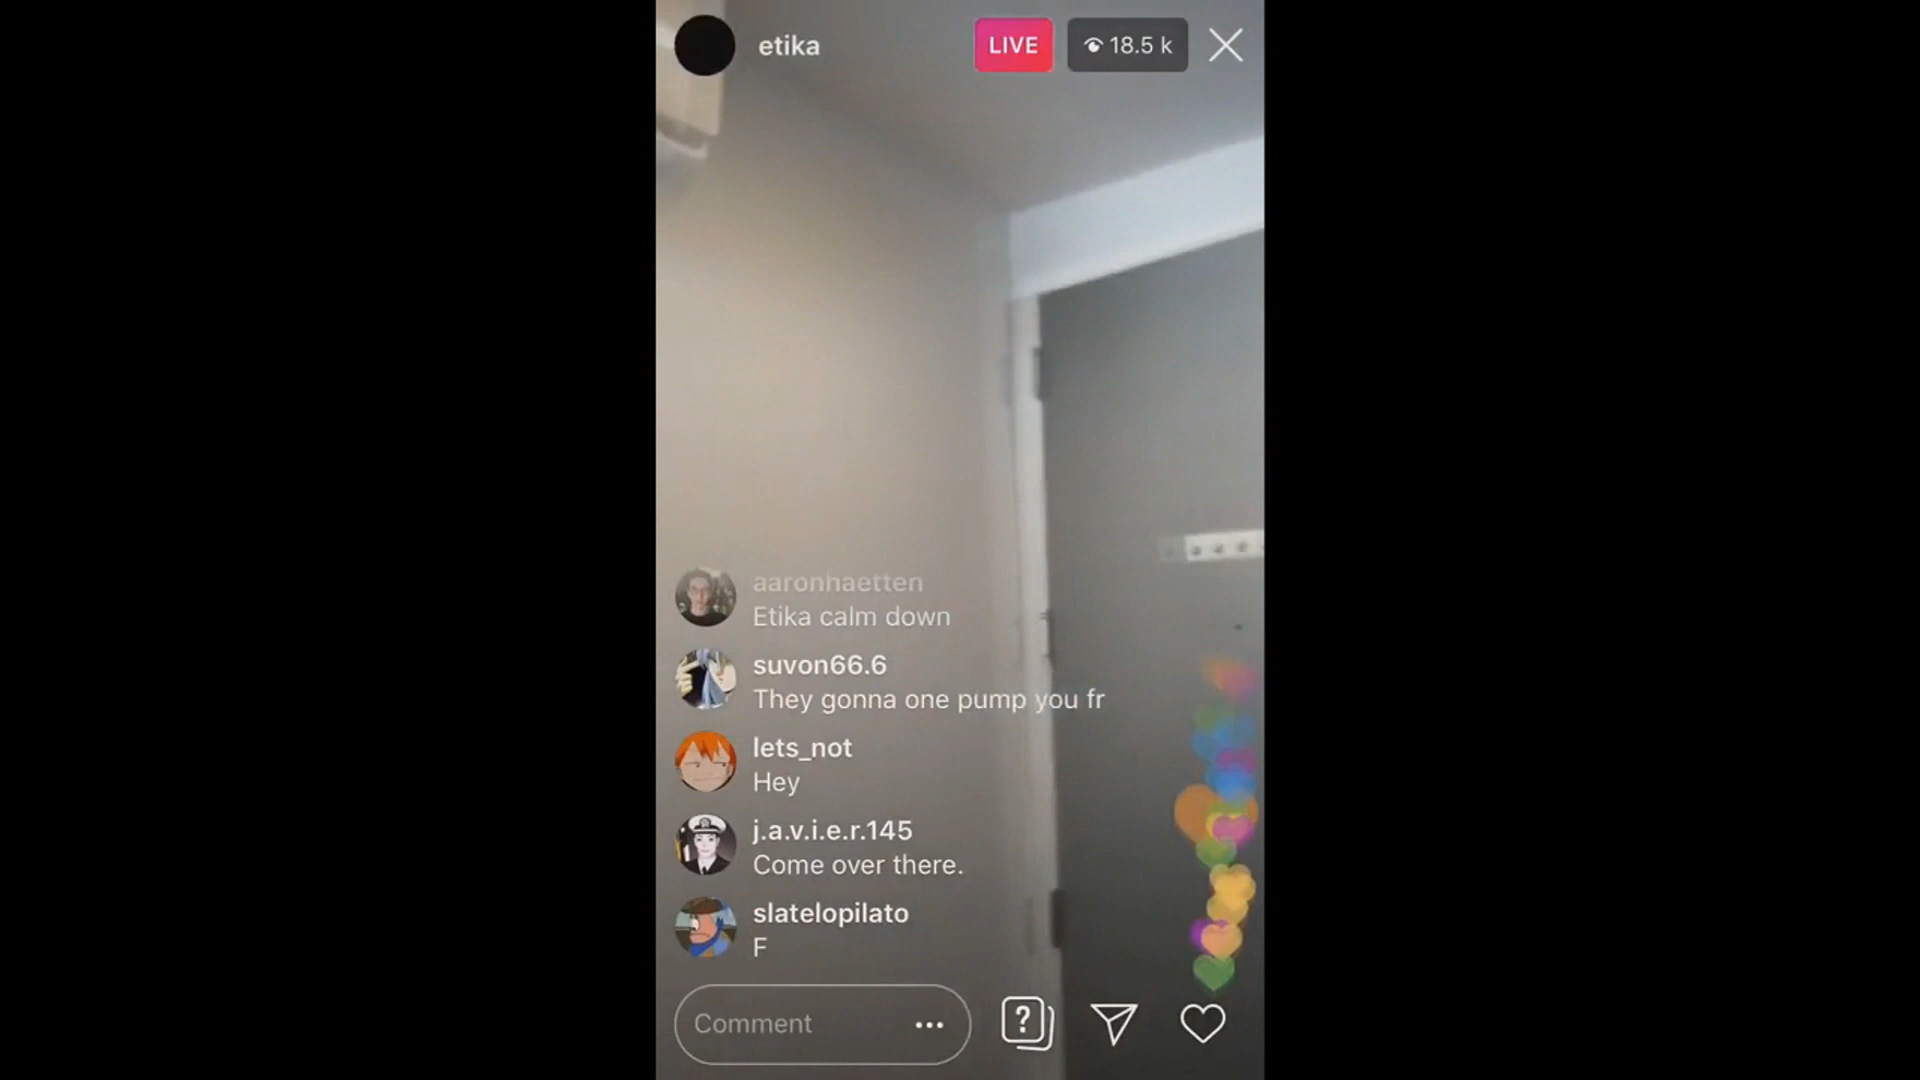 etika
LIVE
18.5 k
aaronhaetten
Etika calm down
suvon66.6
They gonna one pump you fr
lets_not
Hey
j.a.v.i.e.r.145
Come over there.
slatelopilato
F
Comment